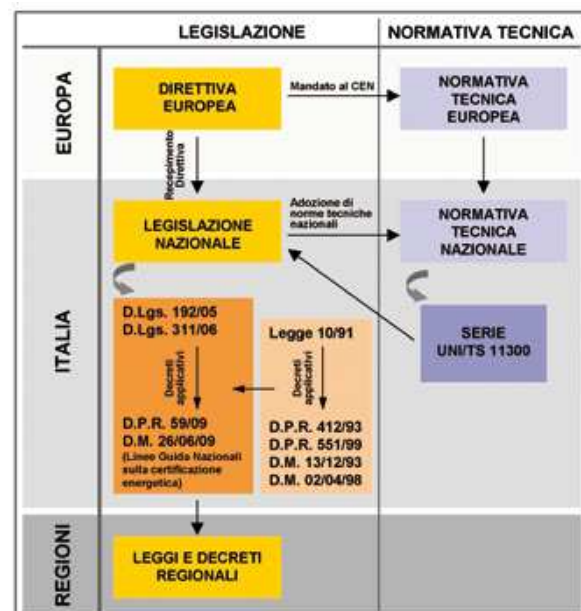 LEGISLAZIONE
NORMATIVA TECNICA
EUROPA
DIRETTIVA
EUROPEA
Mandato al CEN
NORMATIVA
TECNICA
EUROPEA
Recepimento
Direttiva
ITALIA
LEGISLAZIONE
NAZIONALE
Adozione di
norme tecniche
nazionali
NORMATIVA
TECNICA
NAZIONALE
D.Lgs. 192/05
D.Lgs. 311/06
Decreti
applicativi
D.P.R. 59/09
D.M. 26/06/09
(Linee Guida Nazionali
sulla certificazione
energetica)
Legge 10/91
Decreti
applicativi
D.P.R. 412/93
D.P.R. 551/99
D.M. 13/12/93
D.M. 02/04/98
SERIE
UNI/TS 11300
REGIONI
LEGGI E DECRETI
REGIONALI